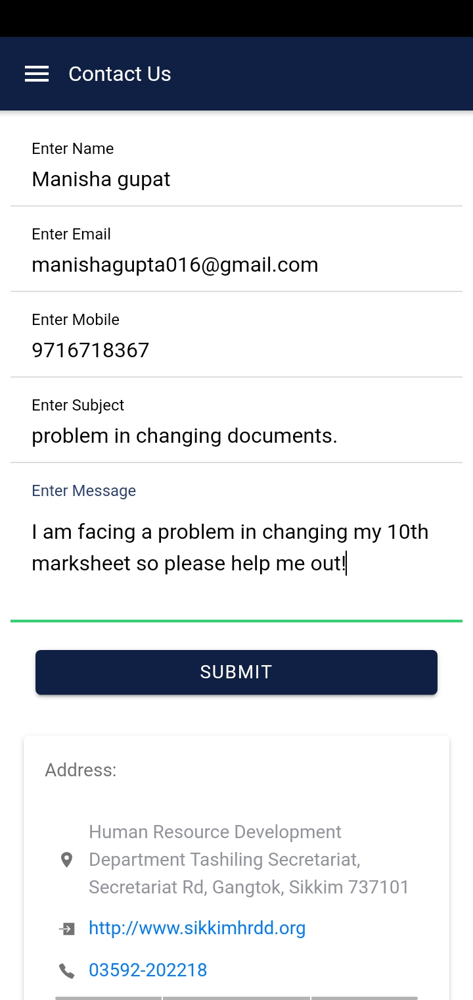 Contact Us
Enter Name
Manisha gupat
Enter Email
manishagupta016@gmail.com
Enter Mobile
9716718367
Enter Subject
problem in changing documents.
Enter Message
I am facing a problem in changing my 10th
marksheet so please help me out!
SUBMIT
Address:
Human Resource Development
Department Tashiling Secretariat,
Secretariat Rd, Gangtok, Sikkim 737101
http://www.sikkimhrdd.org
03592-202218